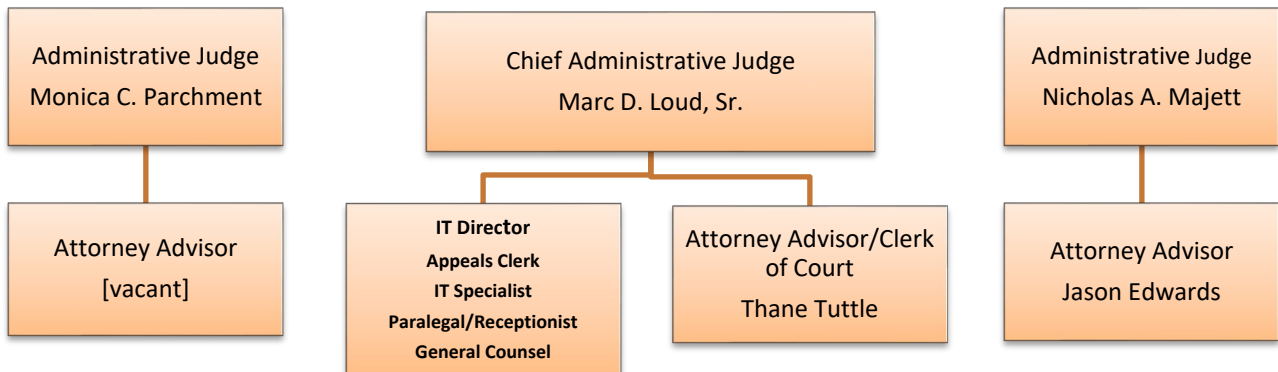 Administrative Judge
Monica C. Parchment
Chief Administrative Judge
Marc D. Loud, Sr.
Administrative Judge
Nicholas A. Majett
Attorney Advisor
[vacant]
IT Director
Appeals Clerk
IT Specialist
Paralegal/Receptionist
General Counsel
Attorney Advisor/Clerk
of Court
Thane Tuttle
Attorney Advisor
Jason Edwards